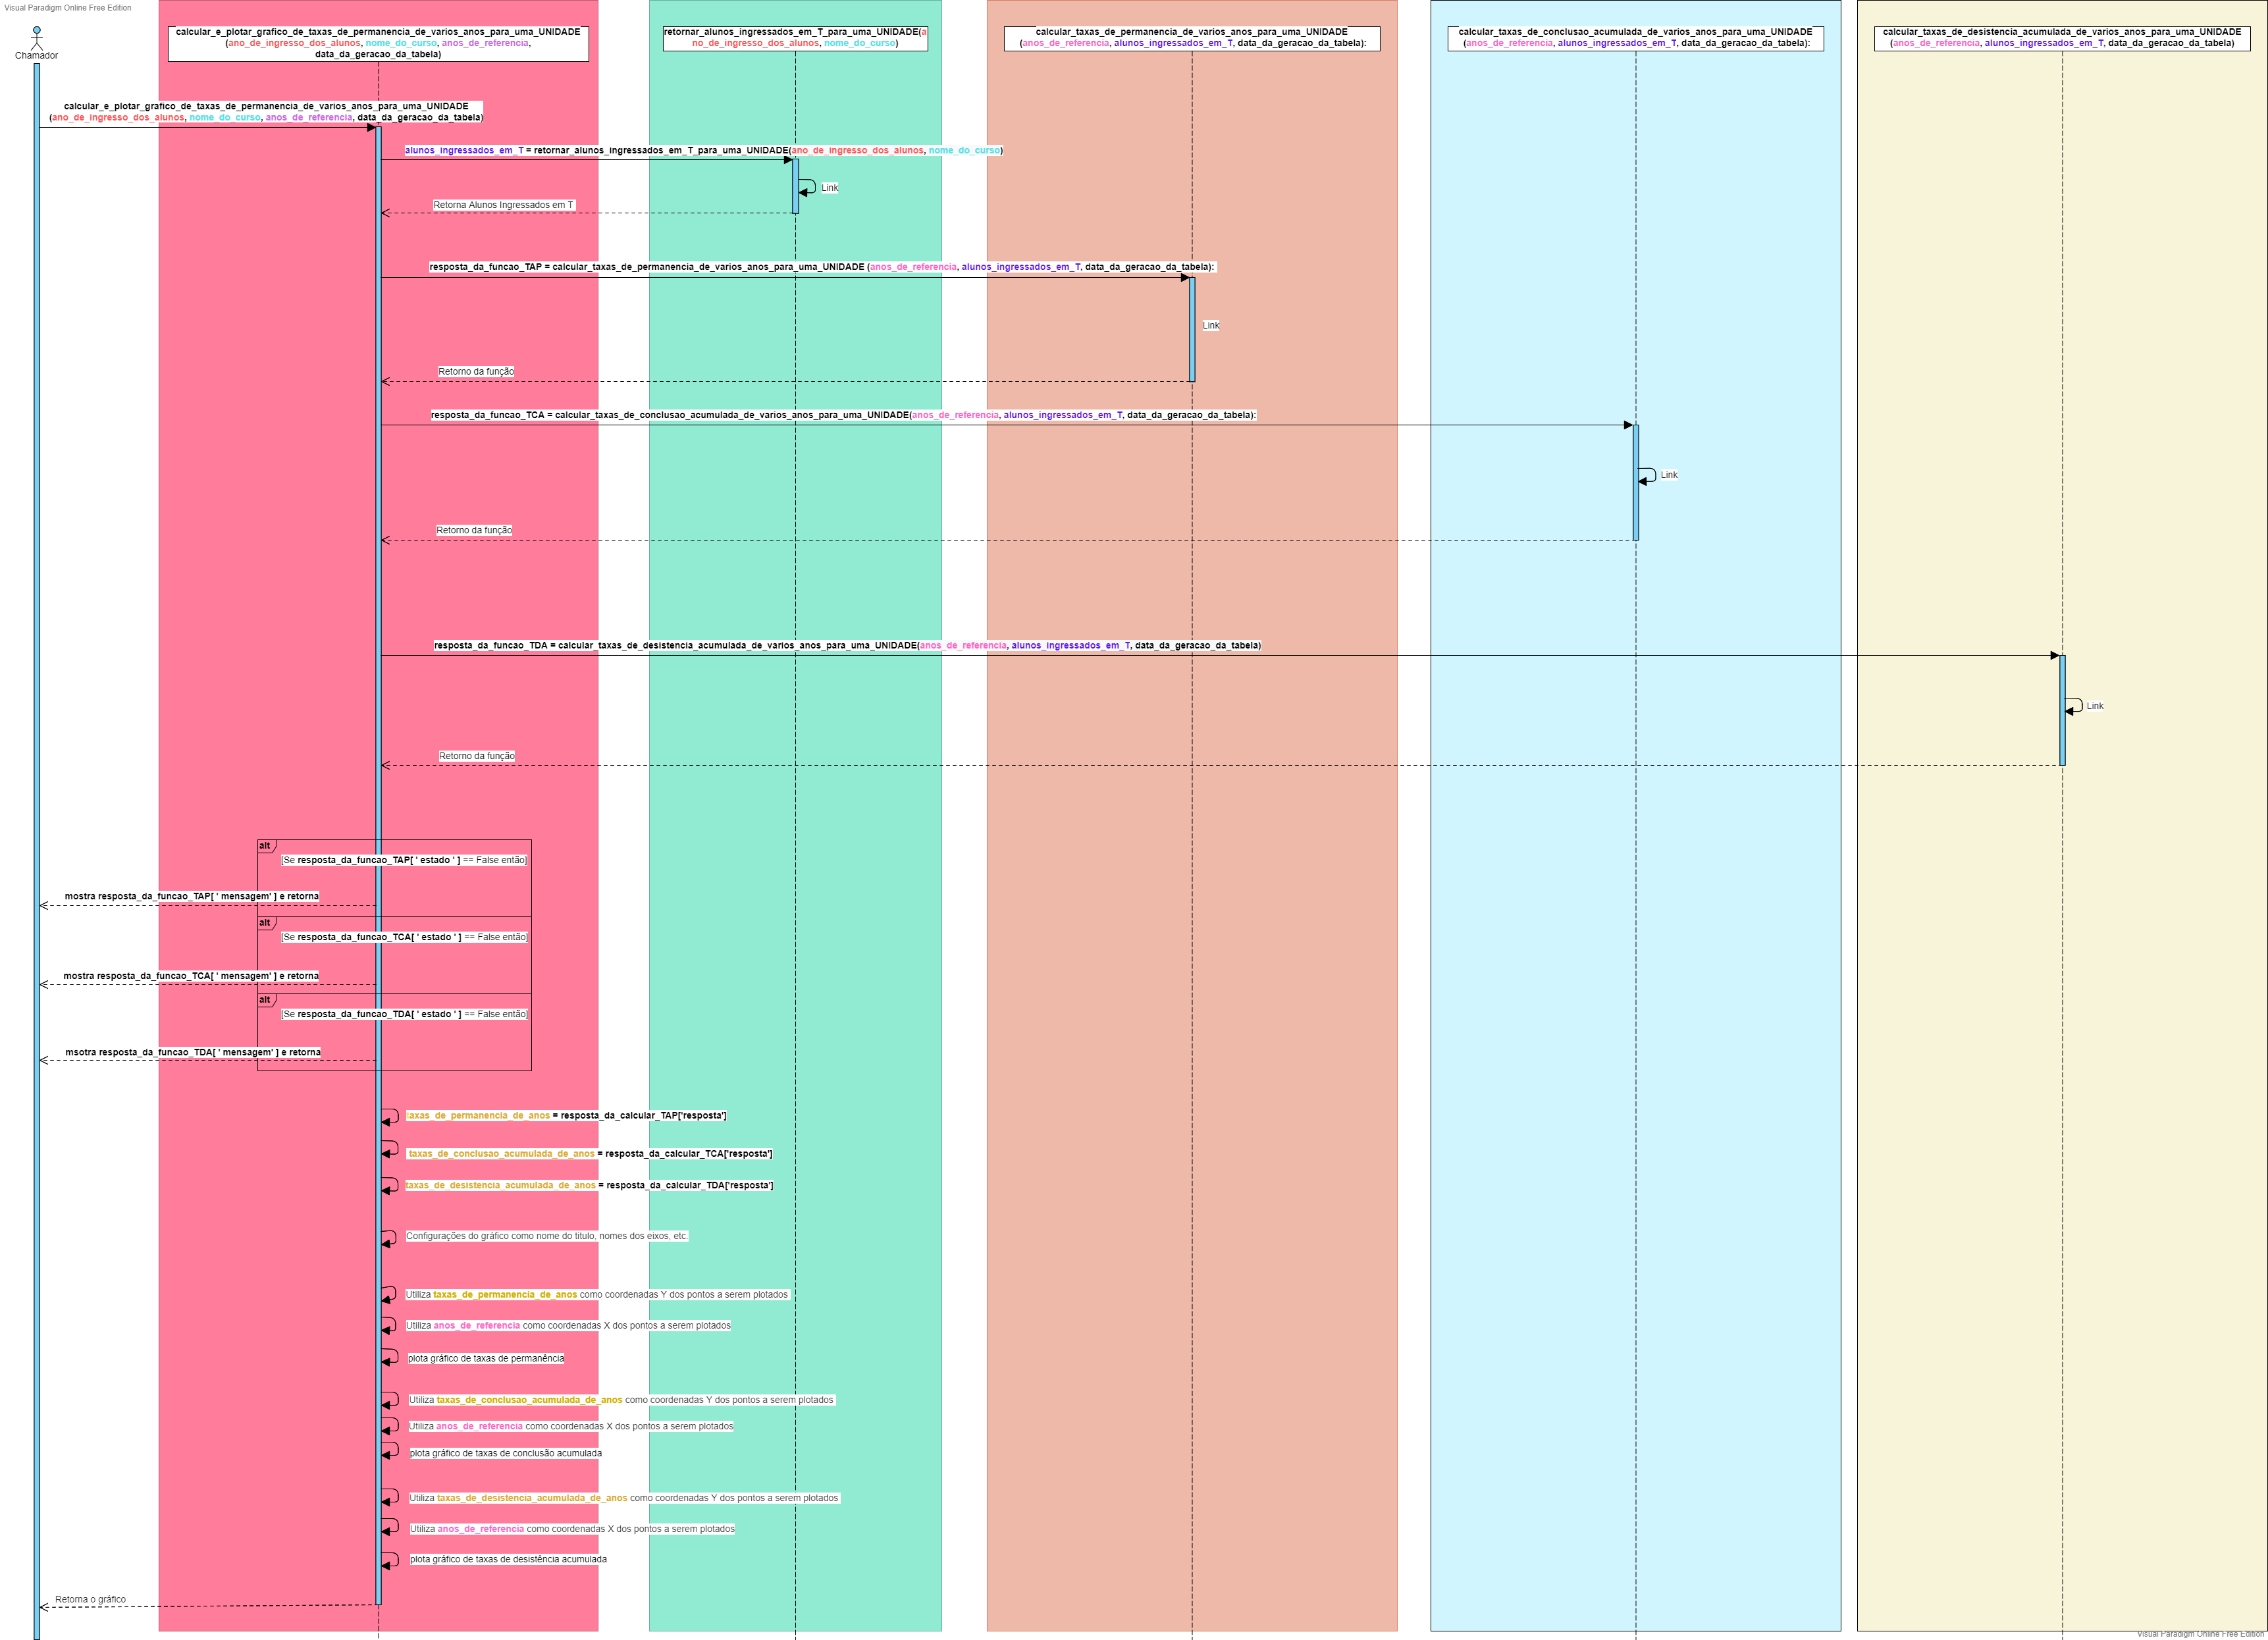 Visual Paradigm Online Free Edition
Chamador
calcular_e_plotar_grafico_de_taxas_de_permanencia_de_varios_anos_para_uma_UNIDADE
(ano_de_ingresso_dos_alunos, nome_do_curso, anos_de_referencia,
data_da_geracao_da_tabela)
retornar_alunos_ingressados_em_T_para_uma_UNIDADE(a
no_de_ingresso_dos_alunos, nome_do_curso)
calcular_taxas_de_permanencia_de_varios_anos_para_uma_UNIDADE
(anos_de_referencia, alunos_ingressados_em_T, data_da_geracao_da_tabela):
calcular_taxas_de_conclusao_acumulada_de_varios_anos_para_uma_UNIDADE
(anos_de_referencia, alunos_ingressados_em_T, data_da_geracao_da_tabela):
calcular_taxas_de_desistencia_acumulada_de_varios_anos_para_uma_UNIDADE
(anos_de_referencia, alunos_ingressados_em_T, data_da_geracao_da_tabela)
calcular_e_plotar_grafico_de_taxas_de_permanencia_de_varios_anos_para_uma_UNIDADE
(ano_de_ingresso_dos_alunos, nome_do_curso, anos_de_referencia, data_da_geracao_da_tabela)
alunos_ingressados_em_T = retornar_alunos_ingressados_em_T_para_uma_UNIDADE(ano_de_ingresso_dos_alunos, nome_do_curso)
Link
Retorna Alunos Ingressados em T
resposta_da_funcao_TAP = calcular_taxas_de_permanencia_de_varios_anos_para_uma_UNIDADE (anos_de_referencia, alunos_ingressados_em_T, data_da_geracao_da_tabela):
Link
Retorno da função
resposta_da_funcao_TCA = calcular_taxas_de_conclusao_acumulada_de_varios_anos_para_uma_UNIDADE(anos_de_referencia, alunos_ingressados_em_T, data_da_geracao_da_tabela):
Link
Retorno da função
resposta_da_funcao_TDA = calcular_taxas_de_desistencia_acumulada_de_varios_anos_para_uma_UNIDADE(anos_de_referencia, alunos_ingressados_em_T, data_da_geracao_da_tabela)
Link
Retorno da função
alt
[Se resposta_da_funcao_TAP[ ' estado ' ] == False então]
mostra resposta_da_funcao_TAP[ ' mensagem' ] e retorna
alt
[Se resposta_da_funcao_TCA[ ' estado ' ] == False então]
mostra resposta_da_funcao_TCA[ ' mensagem' ] e retorna
alt
[Se resposta_da_funcao_TDA[ ' estado ' ] == False então]
msotra resposta_da_funcao_TDA[ ' mensagem' ] e retorna
taxas_de_permanencia_de_anos = resposta_da_calcular_TAP['resposta']
taxas_de_conclusao_acumulada_de_anos = resposta_da_calcular_TCA['resposta']
taxas_de_desistencia_acumulada_de_anos = resposta_da_calcular_TDA['resposta']
Configurações do gráfico como nome do titulo, nomes dos eixos, etc.
Utiliza taxas_de_permanencia_de_anos como coordenadas Y dos pontos a serem plotados
Utiliza anos_de_referencia como coordenadas X dos pontos a serem plotados
plota gráfico de taxas de permanência
Utiliza taxas_de_conclusao_acumulada_de_anos como coordenadas Y dos pontos a serem plotados
Utiliza anos_de_referencia como coordenadas X dos pontos a serem plotados
plota gráfico de taxas de conclusão acumulada
Utiliza taxas_de_desistencia_acumulada_de_anos como coordenadas Y dos pontos a serem plotados
Utiliza anos_de_referencia como coordenadas X dos pontos a serem plotados
plota gráfico de taxas de desistência acumulada
Retorna o gráfico
Visual Paradigm Online Free Edition